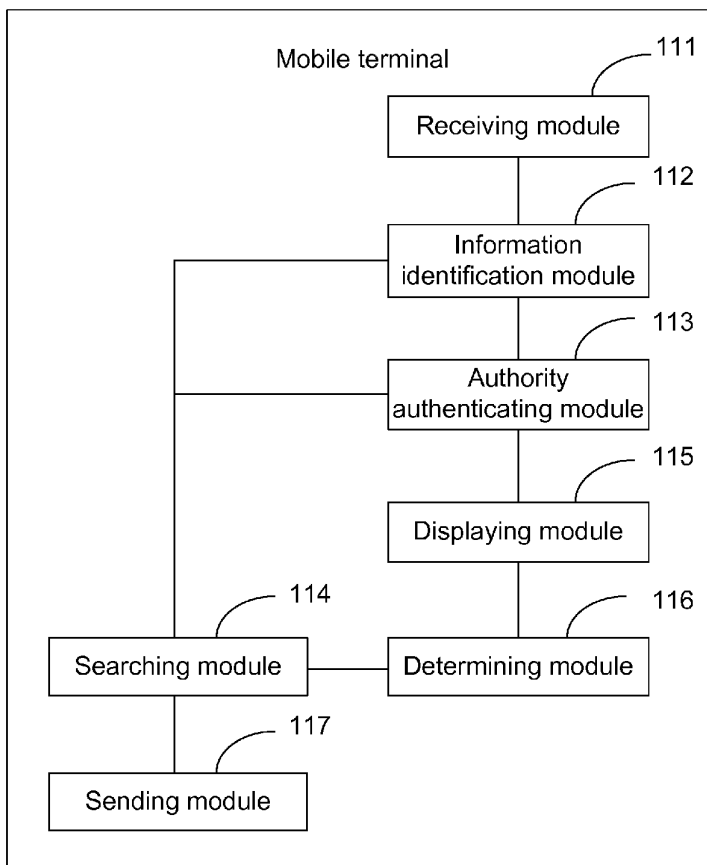 Mobile terminal
111
Receiving module
112
Information
identification module
113
Authority
authenticating module
115
Displaying module
114
Searching module
116
Determining module
117
Sending module